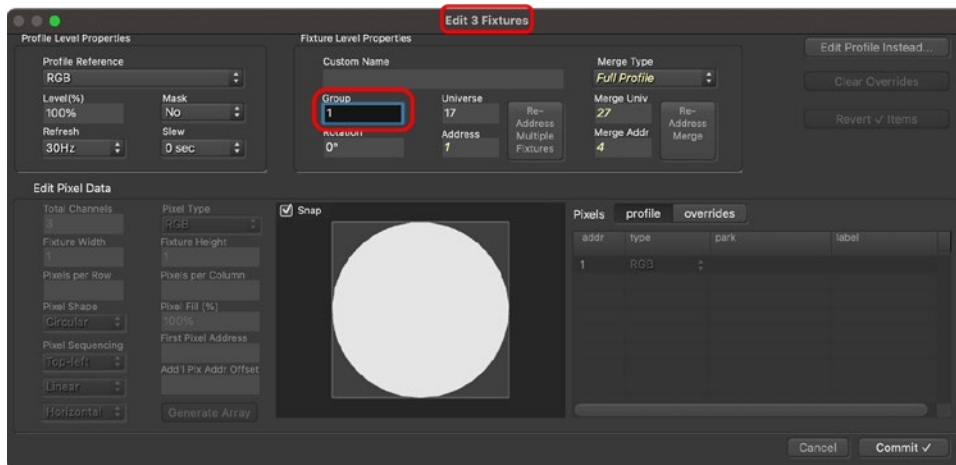 Edit 3 Fixtures
Profile Level Properties
Fixture Level Properties
Edit Profile Instead...
Clear Overrides
Revert ✓ Items
Profile Reference
RGB
Level(%)
Mask
100%
No
Refresh
Slew
30Hz
0 sec
Custom Name
Group
Universe
1
17
Rotation
Address
0°
1
Re-
Address
Multiple
Fixtures
Merge Type
Full Profile
Merge Univ
27
Merge Addr
4
Re-
Address
Merge
Edit Pixel Data
Total Channels
Pixel Type
3
RGB
Fixture Width
Fixture Height
1
1
Pixels per Row
Pixels per Column
Pixel Shape
Pixel Fill (%)
Circular
100%
Pixel Sequencing
First Pixel Address
Top-left
Add'l Pix Addr Offset
Linear
Horizontal
Generate Array
Snap
Pixels
profile
overrides
addr
type
park
label
1
RGB
Cancel
Commit ✓